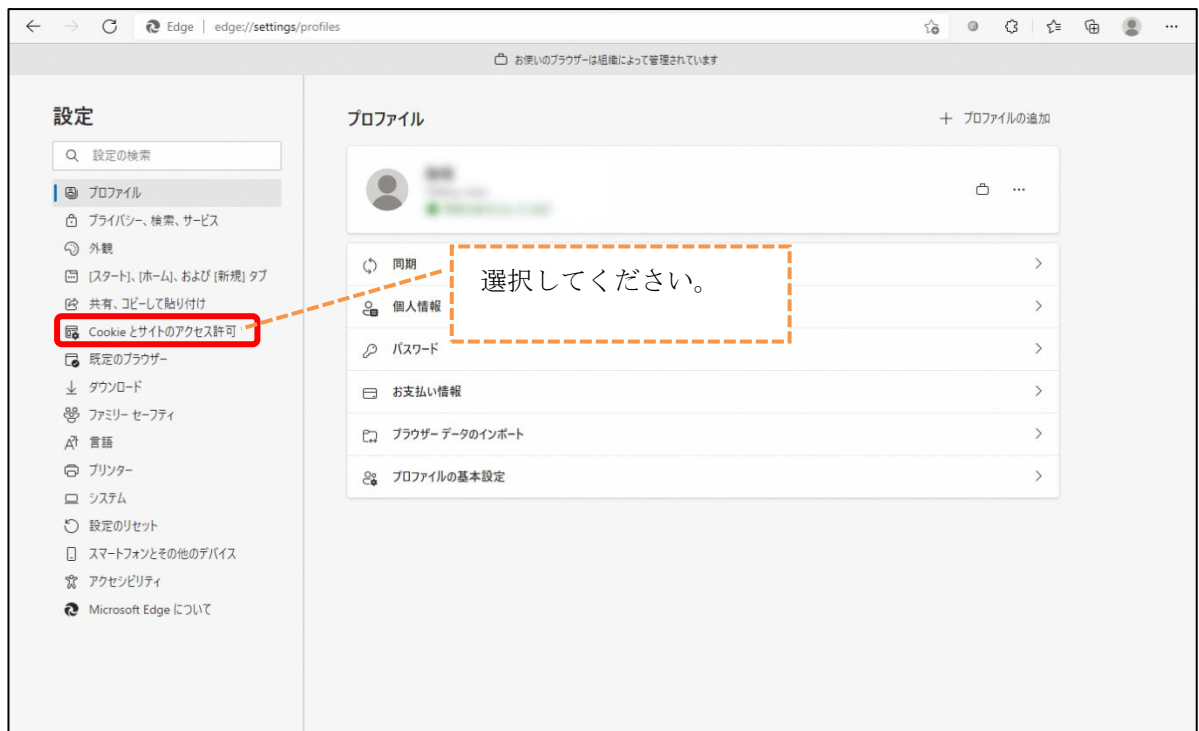 Edge | edge://settings/profiles
お使いのブラウザーは組織によって管理されています
設定
設定の検索
プロファイル
プライバシー、検索、サービス
外観
[スタート]、[ホーム]、および [新規] タブ
共有、コピーして貼り付け
Cookie とサイトのアクセス許可
既定のブラウザー
ダウンロード
ファミリー セーフティ
言語
プリンター
システム
設定のリセット
スマートフォンとその他のデバイス
アクセシビリティ
Microsoft Edge について
プロファイル
プロファイルの追加
同期
個人情報
パスワード
お支払い情報
ブラウザー データのインポート
プロファイルの基本設定
選択してください。